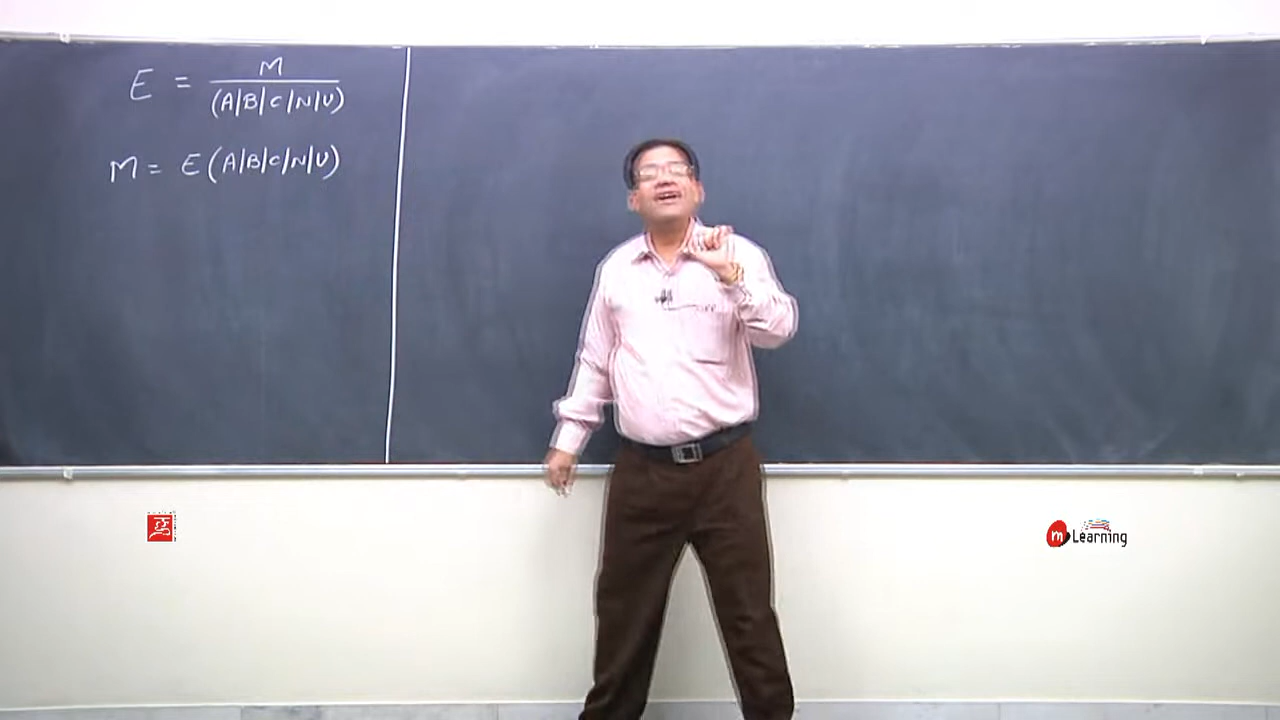 E = M
(A|B|C|N|V)
M = E (A|B|C|N|V)
m Learning